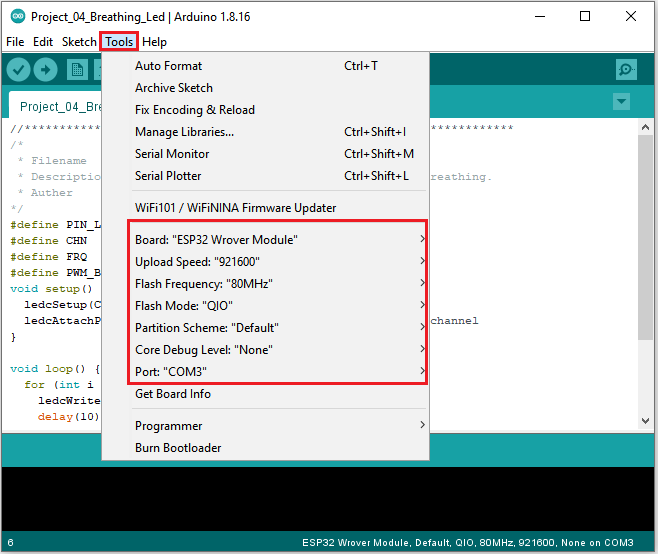 Project_04_Breathing_Led | Arduino 1.8.16
File Edit Sketch Tools Help
Auto Format Ctrl+T
Archive Sketch
Fix Encoding & Reload
Manage Libraries... Ctrl+Shift+I
Serial Monitor Ctrl+Shift+M
Serial Plotter Ctrl+Shift+L
WiFi101 / WiFiNINA Firmware Updater
Board: "ESP32 Wrover Module"
Upload Speed: "921600"
Flash Frequency: "80MHz"
Flash Mode: "QIO"
Partition Scheme: "Default"
Core Debug Level: "None"
Port: "COM3"
Get Board Info
Programmer
Burn Bootloader
Project_04_Bre
//************ ************
/*
* Filename
* Descriptio reathing.
* Auther
*/
#define PIN_L
#define CHN
#define FRQ
#define PWM_B
void setup()
ledcSetup(C
ledcAttachP channel
}
void loop() {
for (int i
ledcWrite
delay(10)
6 ESP32 Wrover Module, Default, QIO, 80MHz, 921600, None on COM3